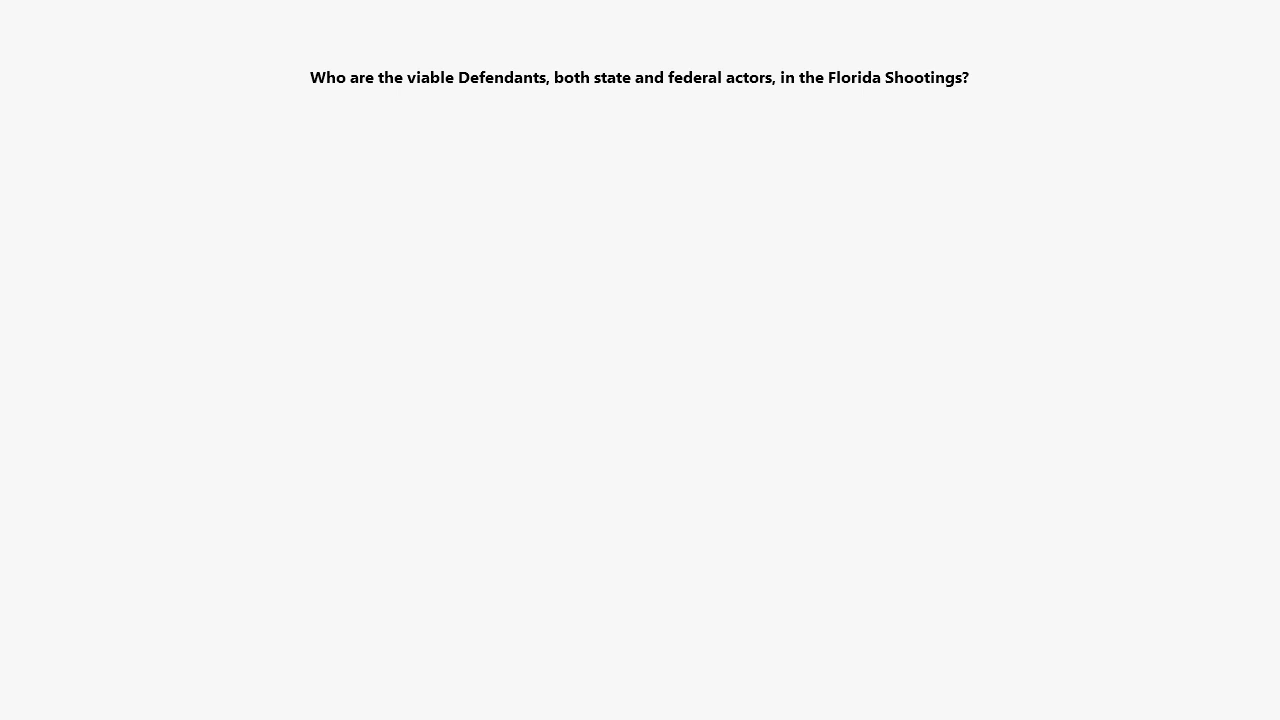 Who are the viable Defendants, both state and federal actors, in the Florida Shootings?